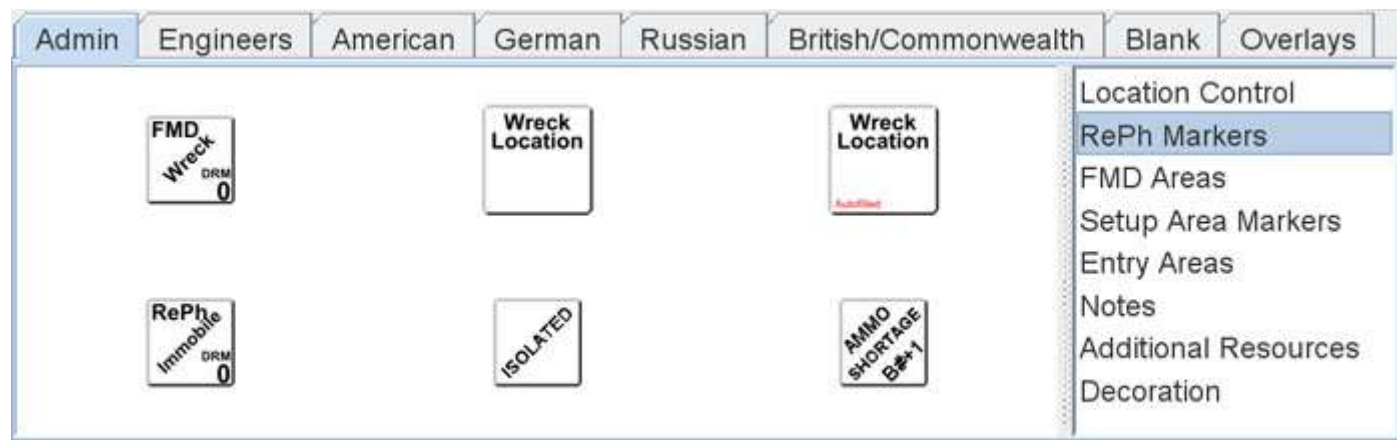 Admin Engineers American German Russian British/Commonwealth Blank Overlays
FMD
Wreck
DRM
0
Wreck
Location
Wreck
Location
RePh
Immobile
DRM
0
ISOLATED
AMMO
SHORTAGE
Location Control
RePh Markers
FMD Areas
Setup Area Markers
Entry Areas
Notes
Additional Resources
Decoration